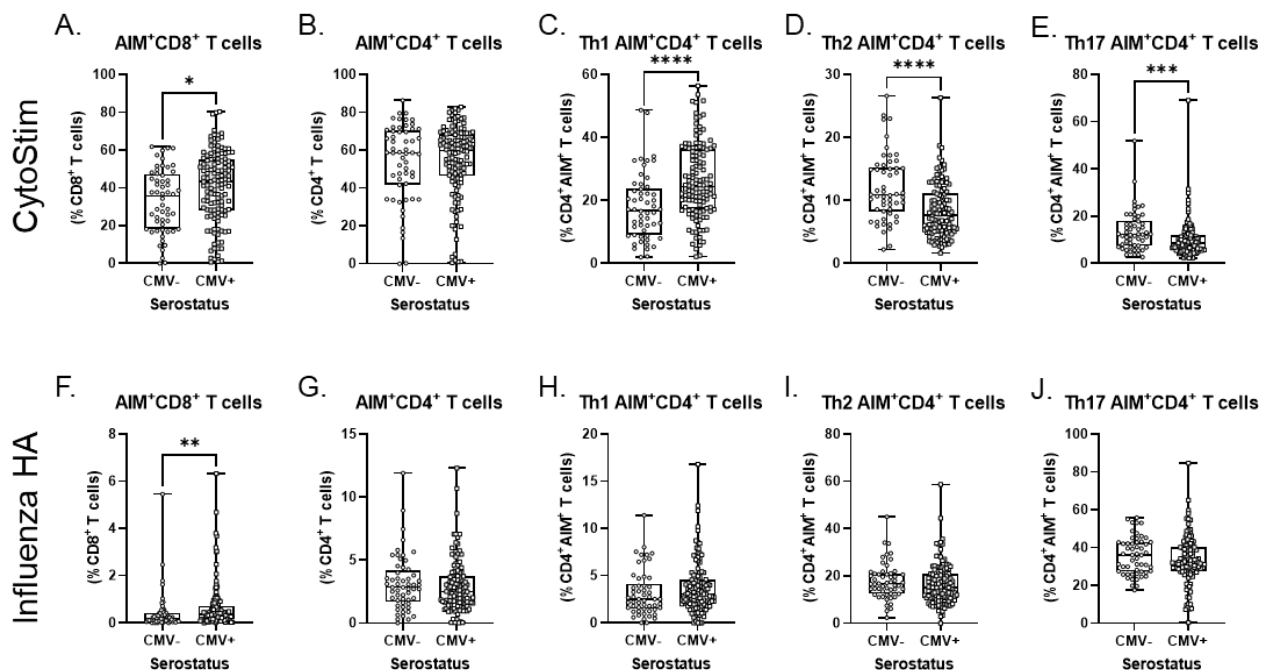 A.
AIM⁺CD8⁺ T cells
*
(% CD8⁺ T cells)
100
80
60
40
20
0
CMV-
CMV+
Serostatus
B.
AIM⁺CD4⁺ T cells
(% CD4⁺ T cells)
100
80
60
40
20
0
CMV-
CMV+
Serostatus
C.
Th1 AIM⁺CD4⁺ T cells
****
(% CD4⁺AIM⁺ T cells)
60
40
20
0
CMV-
CMV+
Serostatus
D.
Th2 AIM⁺CD4⁺ T cells
****
(% CD4⁺AIM⁺ T cells)
30
20
10
0
CMV-
CMV+
Serostatus
E.
Th17 AIM⁺CD4⁺ T cells
***
(% CD4⁺AIM⁺ T cells)
80
60
40
20
0
CMV-
CMV+
Serostatus
CytoStim
F.
AIM⁺CD8⁺ T cells
**
(% CD8⁺ T cells)
8
6
4
2
0
CMV-
CMV+
Serostatus
G.
AIM⁺CD4⁺ T cells
(% CD4⁺ T cells)
15
10
5
0
CMV-
CMV+
Serostatus
H.
Th1 AIM⁺CD4⁺ T cells
(% CD4⁺AIM⁺ T cells)
20
15
10
5
0
CMV-
CMV+
Serostatus
I.
Th2 AIM⁺CD4⁺ T cells
(% CD4⁺AIM⁺ T cells)
80
60
40
20
0
CMV-
CMV+
Serostatus
J.
Th17 AIM⁺CD4⁺ T cells
(% CD4⁺AIM⁺ T cells)
100
80
60
40
20
0
CMV-
CMV+
Serostatus
Influenza HA